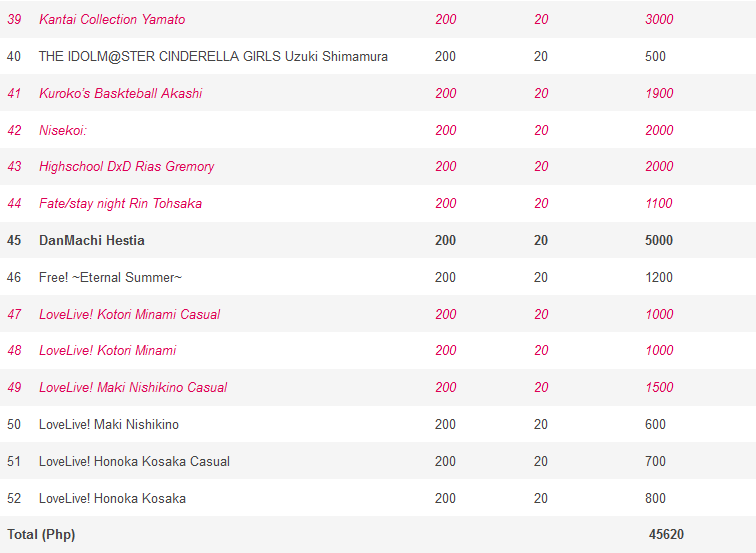 39 Kantai Collection Yamato 200 20 3000
40 THE IDOLM@STER CINDERELLA GIRLS Uzuki Shimamura 200 20 500
41 Kuroko's Baskteball Akashi 200 20 1900
42 Nisekoi: 200 20 2000
43 Highschool DxD Rias Gremory 200 20 2000
44 Fate/stay night Rin Tohsaka 200 20 1100
45 DanMachi Hestia 200 20 5000
46 Free! ~Eternal Summer~ 200 20 1200
47 LoveLive! Kotori Minami Casual 200 20 1000
48 LoveLive! Kotori Minami 200 20 1000
49 LoveLive! Maki Nishikino Casual 200 20 1500
50 LoveLive! Maki Nishikino 200 20 600
51 LoveLive! Honoka Kosaka Casual 200 20 700
52 LoveLive! Honoka Kosaka 200 20 800
Total (Php) 45620